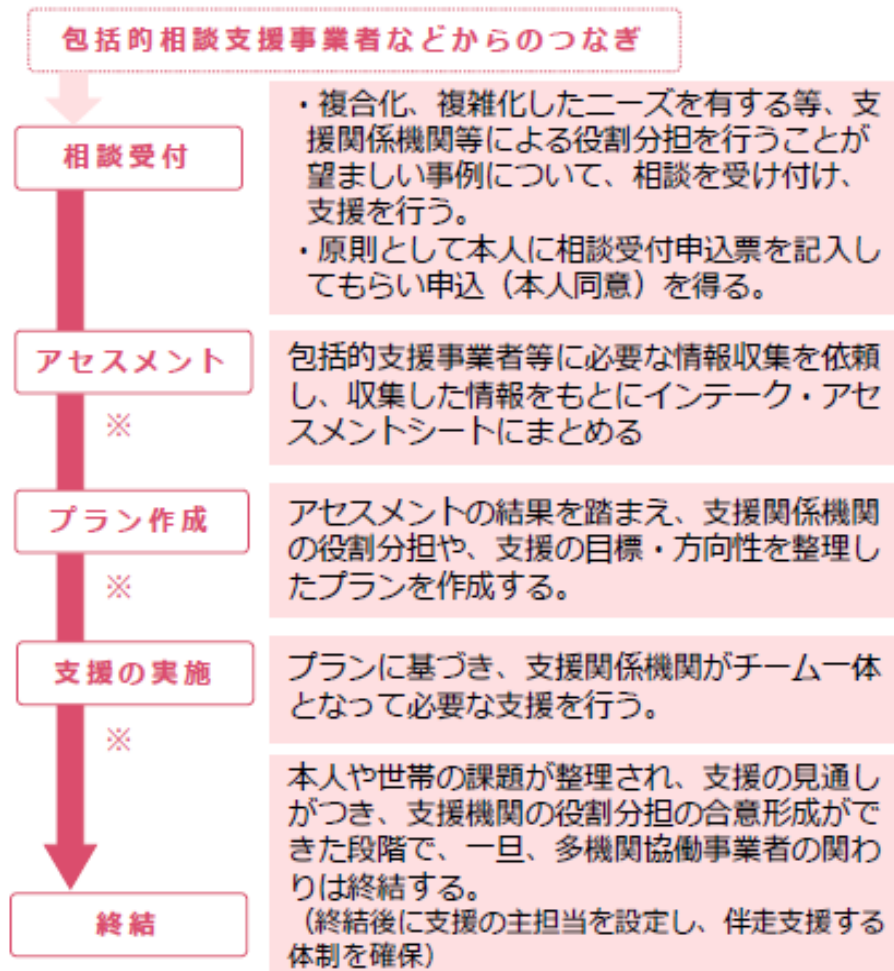 包括的相談支援事業者などからのつなぎ
相談受付
・複合化、複雑化したニーズを有する等、支
援関係機関等による役割分担を行うことが
望ましい事例について、相談を受け付け、
支援を行う。
・原則として本人に相談受付申込票を記入し
てもらい申込（本人同意）を得る。
アセスメント
※
包括的支援事業者等に必要な情報収集を依頼
し、収集した情報をもとにインテーク・アセ
スメントシートにまとめる
プラン作成
※
アセスメントの結果を踏まえ、支援関係機関
の役割分担や、支援の目標・方向性を整理し
たプランを作成する。
支援の実施
※
プランに基づき、支援関係機関がチーム一体
となって必要な支援を行う。
終結
本人や世帯の課題が整理され、支援の見通し
がつき、支援機関の役割分担の合意形成がで
きた段階で、一旦、多機関協働事業者の関わ
りは終結する。
（終結後に支援の主担当を設定し、伴走支援する
体制を確保）